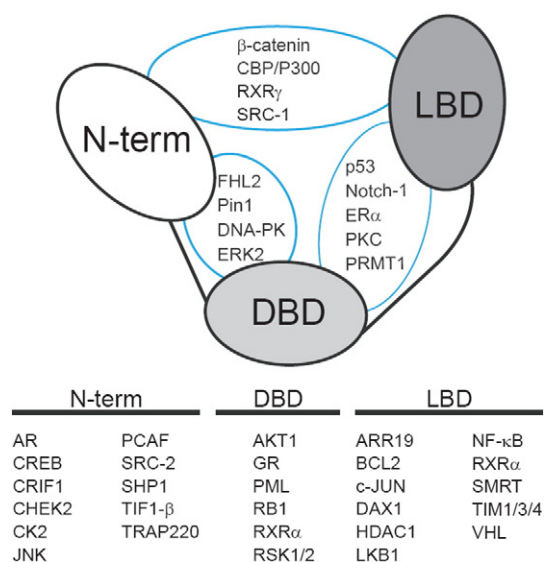 β-catenin
CBP/P300
RXRγ
SRC-1
N-term
LBD
FHL2
Pin1
DNA-PK
ERK2
p53
Notch-1
ERα
PKC
PRMT1
DBD
N-term DBD LBD
AR PCAF AKT1 ARR19 NF-κB
CREB SRC-2 GR BCL2 RXRα
CRIF1 SHP1 PML c-JUN SMRT
CHEK2 TIF1-β RB1 DAX1 TIM1/3/4
CK2 TRAP220 RXRα HDAC1 VHL
JNK RSK1/2 LKB1